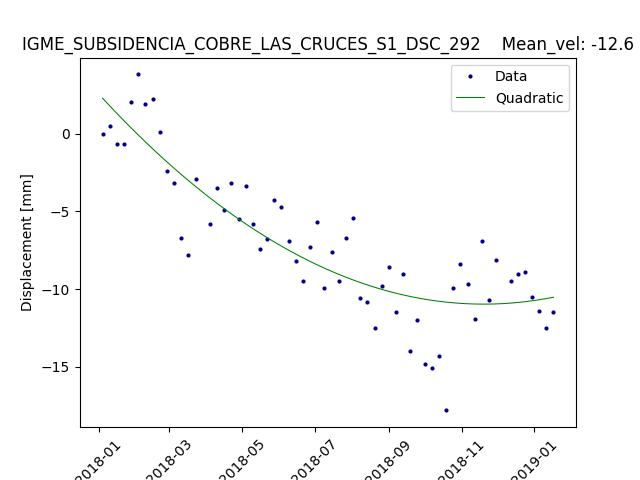 IGME_SUBSIDENCIA_COBRE_LAS_CRUCES_S1_DSC_292    Mean_vel: -12.6
Data
Quadratic
Displacement [mm]
0
−5
−10
−15
2018-01
2018-03
2018-05
2018-07
2018-09
2018-11
2019-01